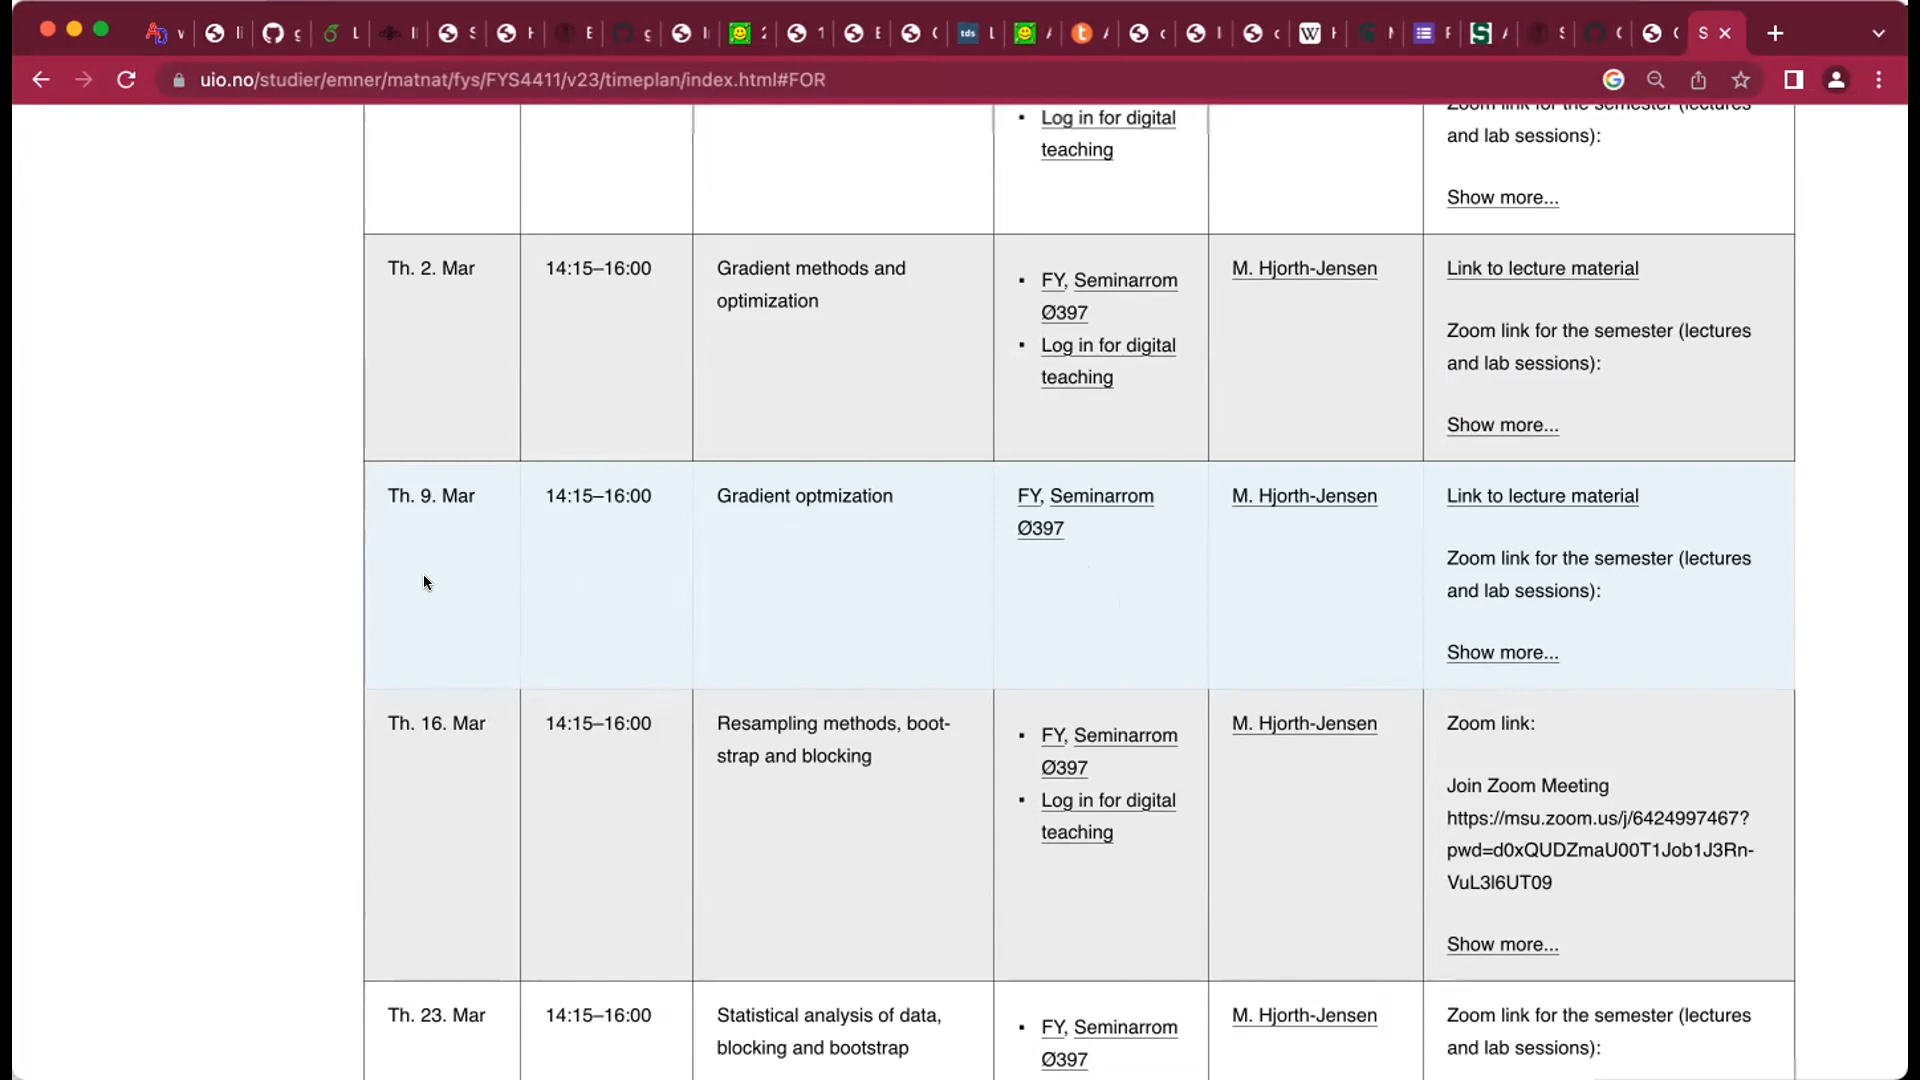 uio.no/studier/emner/matnat/fys/FYS4411/v23/timeplan/index.html#FOR
• Log in for digital
teaching
Zoom link for the semester (lectures
and lab sessions):
Show more...
Th. 2. Mar
14:15–16:00
Gradient methods and
optimization
• FY, Seminarrom
Ø397
• Log in for digital
teaching
M. Hjorth-Jensen
Link to lecture material
Zoom link for the semester (lectures
and lab sessions):
Show more...
Th. 9. Mar
14:15–16:00
Gradient optmization
FY, Seminarrom
Ø397
M. Hjorth-Jensen
Link to lecture material
Zoom link for the semester (lectures
and lab sessions):
Show more...
Th. 16. Mar
14:15–16:00
Resampling methods, boot-
strap and blocking
• FY, Seminarrom
Ø397
• Log in for digital
teaching
M. Hjorth-Jensen
Zoom link:
Join Zoom Meeting
https://msu.zoom.us/j/6424997467?
pwd=d0xQUDZmaU00T1Job1J3Rn-
VuL3l6UT09
Show more...
Th. 23. Mar
14:15–16:00
Statistical analysis of data,
blocking and bootstrap
• FY, Seminarrom
Ø397
M. Hjorth-Jensen
Zoom link for the semester (lectures
and lab sessions):